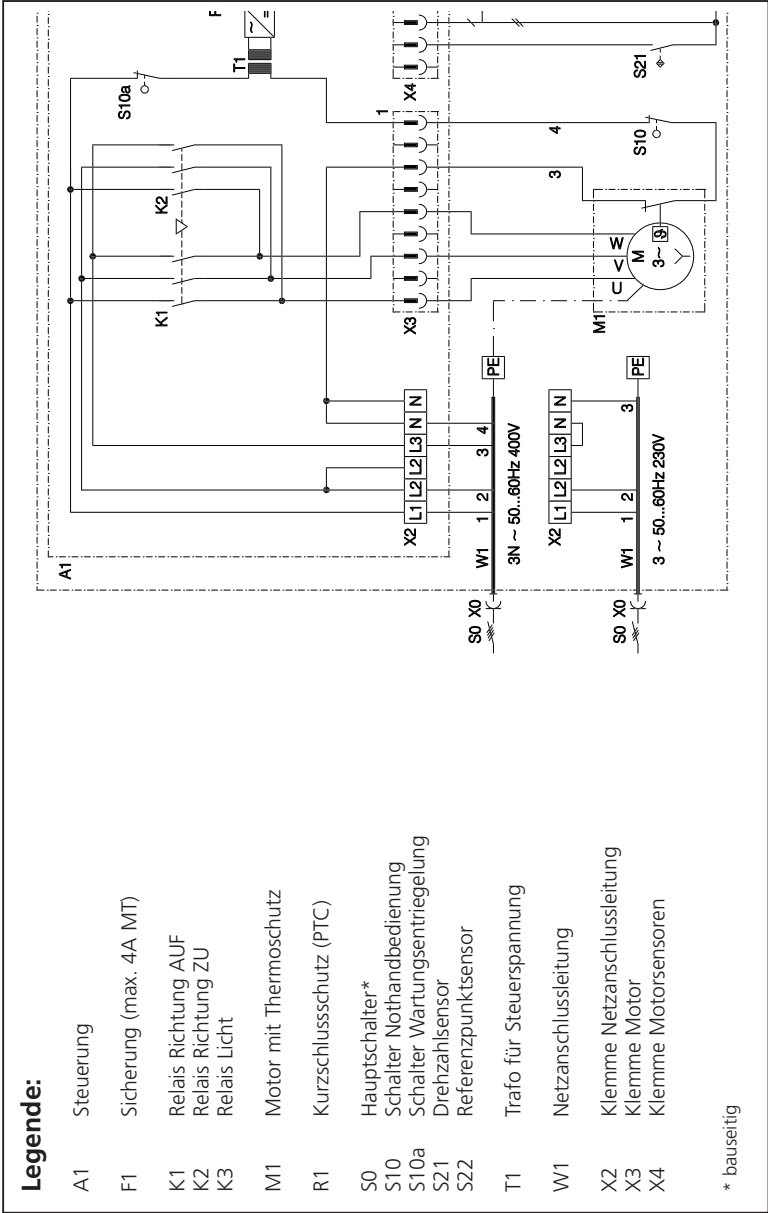 Legende:
A1 Steuerung
F1 Sicherung (max. 4A MT)
K1 Relais Richtung AUF
K2 Relais Richtung ZU
K3 Relais Licht
M1 Motor mit Thermoschutz
R1 Kurzschlussschutz (PTC)
S0 Hauptschalter*
S10 Schalter Nothandbedienung
S10a Schalter Wartungsentriegelung
S21 Drehzahlsensor
S22 Referenzpunktsensor
T1 Trafo für Steuerspannung
W1 Netzanschlussleitung
X2 Klemme Netzanschlussleitung
X3 Klemme Motor
X4 Klemme Motorsensoren
* bauseitig
A1
S10a
T1
~
=
K1
K2
X2 L1 L2 L2 L3 N N
X3
1
X4
S0 X0
W1
1 2 3 4
PE
3N ~ 50...60Hz 400V
X2 L1 L2 L2 L3 N N
S0 X0
W1
1 2 3
PE
3 ~ 50...60Hz 230V
M1
U V W
M
3~
ϑ
3
4
S10
S21